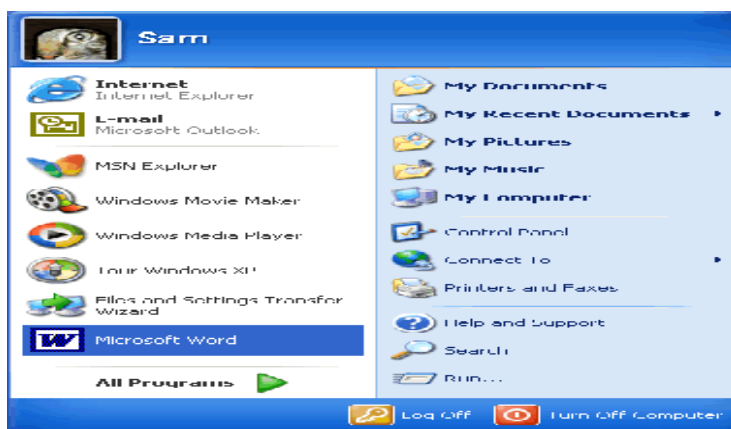 Sam
Internet
Internet Explorer
E-mail
Microsoft Outlook
MSN Explorer
Windows Movie Maker
Windows Media Player
Tour Windows XP
Files and Settings Transfer
Wizard
Microsoft Word
All Programs
My Documents
My Recent Documents
My Pictures
My Music
My Computer
Control Panel
Connect To
Printers and Faxes
Help and Support
Search
Run...
Log Off
Turn Off Computer